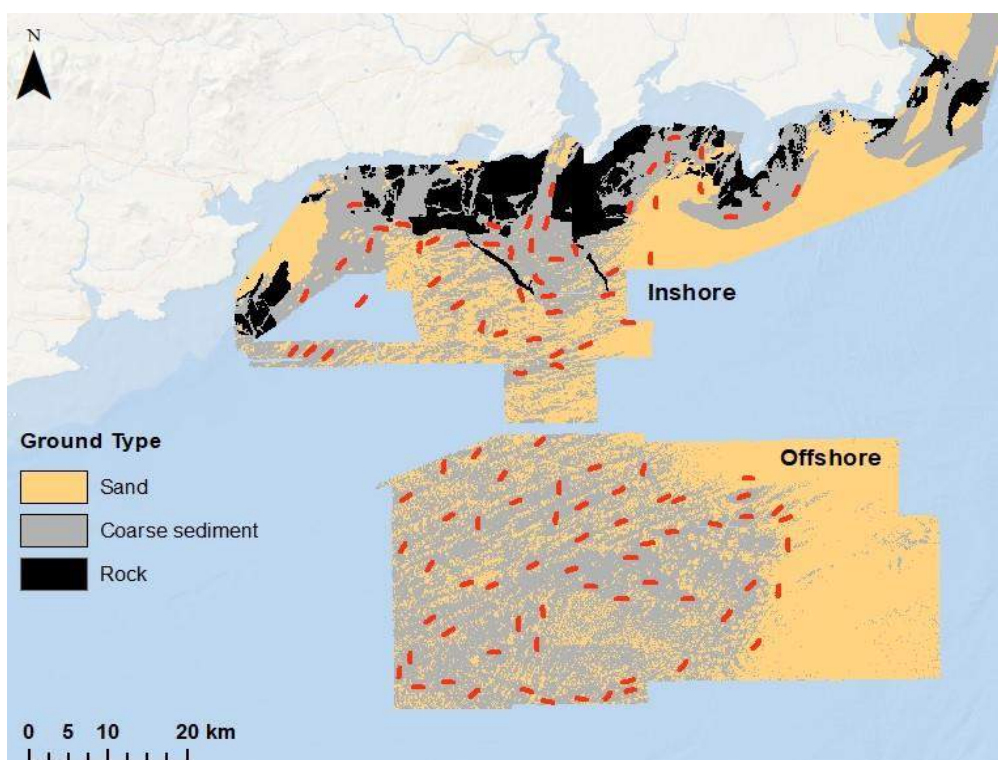 N
Inshore
Ground Type
Offshore
Sand
Coarse sediment
Rock
0 5 10 20 km